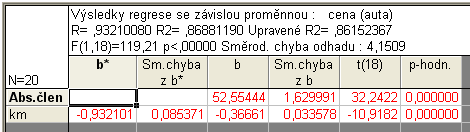 Výsledky regrese se závislou proměnnou : cena (auta)
R= ,93210080 R2= ,86881190 Upravené R2= ,86152367
F(1,18)=119,21 p<,00000 Směrod. chyba odhadu : 4,1509
N=20 b* Sm.chyba z b* b Sm.chyba z b t(18) p-hodn.
Abs.člen 52,55444 1,629991 32,2422 0,000000
km -0,932101 0,085371 -0,36661 0,033578 -10,9182 0,000000